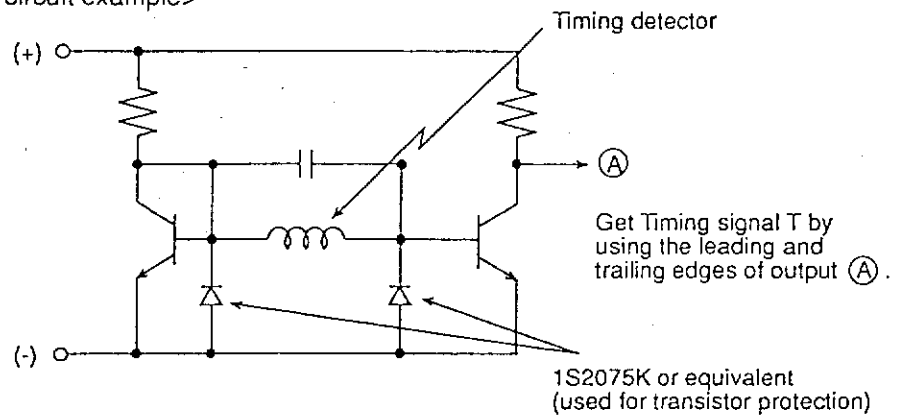 circuit example>
Timing detector
(+)
A
Get Timing signal T by
using the leading and
trailing edges of output A.
(-)
1S2075K or equivalent
(used for transistor protection)